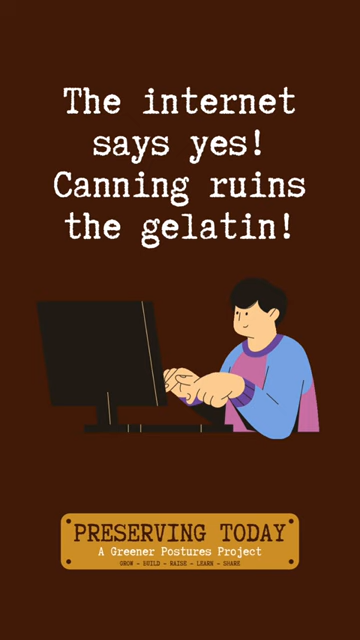 The internet
says yes!
Canning ruins
the gelatin!
PRESERVING TODAY
A Greener Postures Project
GROW - BUILD - RAISE - LEARN - SHARE